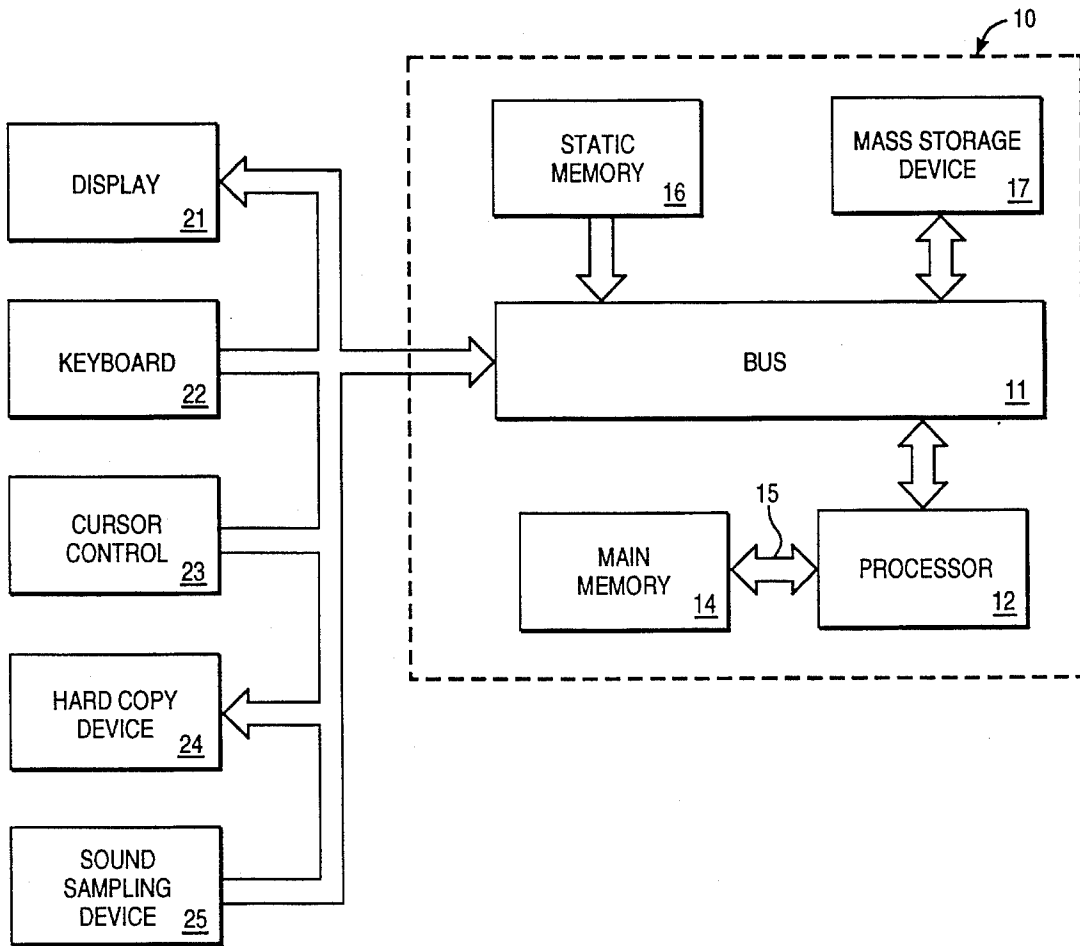 10
STATIC
MEMORY
16
MASS STORAGE
DEVICE
17
DISPLAY
21
KEYBOARD
22
BUS
11
CURSOR
CONTROL
23
15
MAIN
MEMORY
14
PROCESSOR
12
HARD COPY
DEVICE
24
SOUND
SAMPLING
DEVICE
25